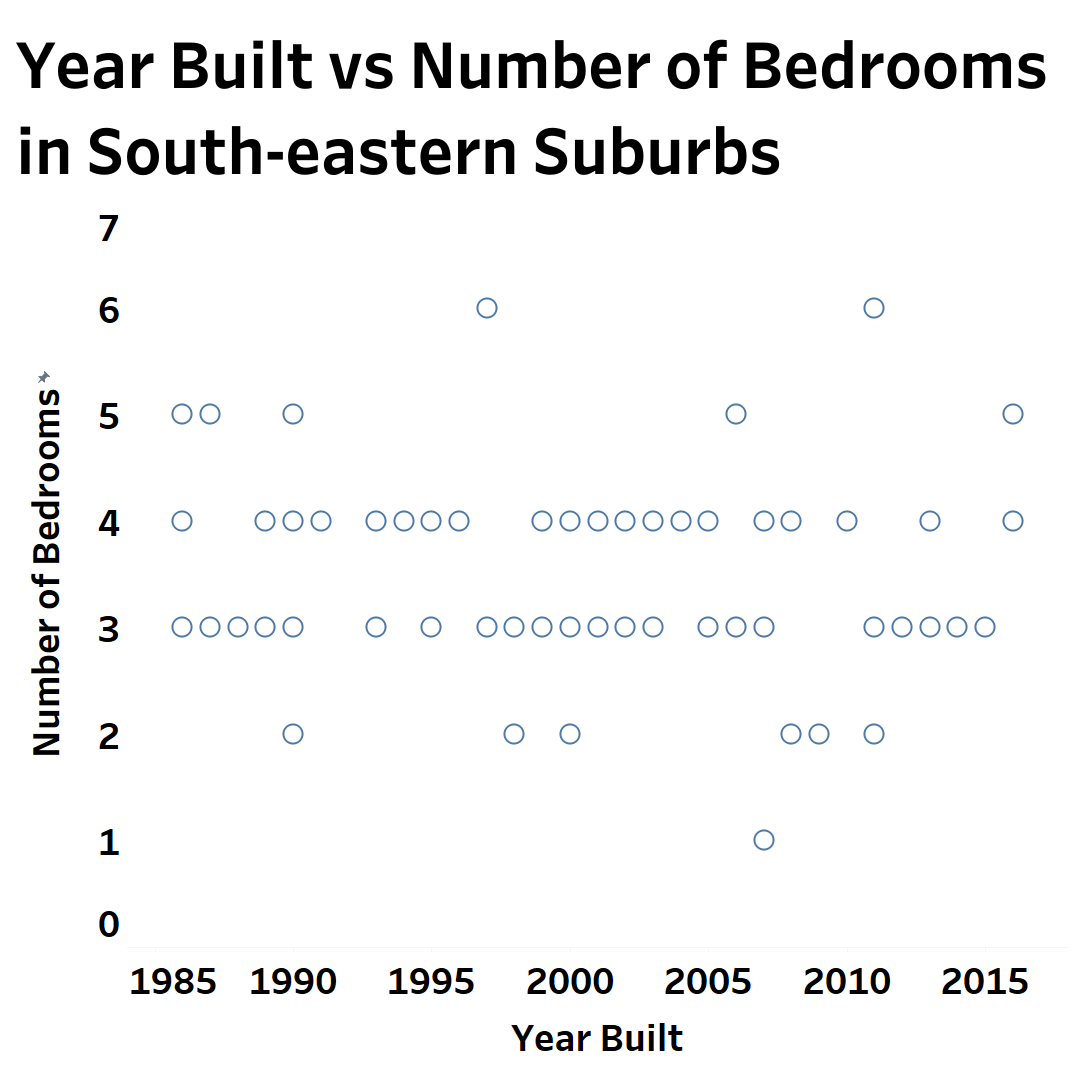 Year Built vs Number of Bedrooms
in South-eastern Suburbs
7
6
5
4
3
2
1
0
Number of Bedrooms
1985 1990 1995 2000 2005 2010 2015
Year Built